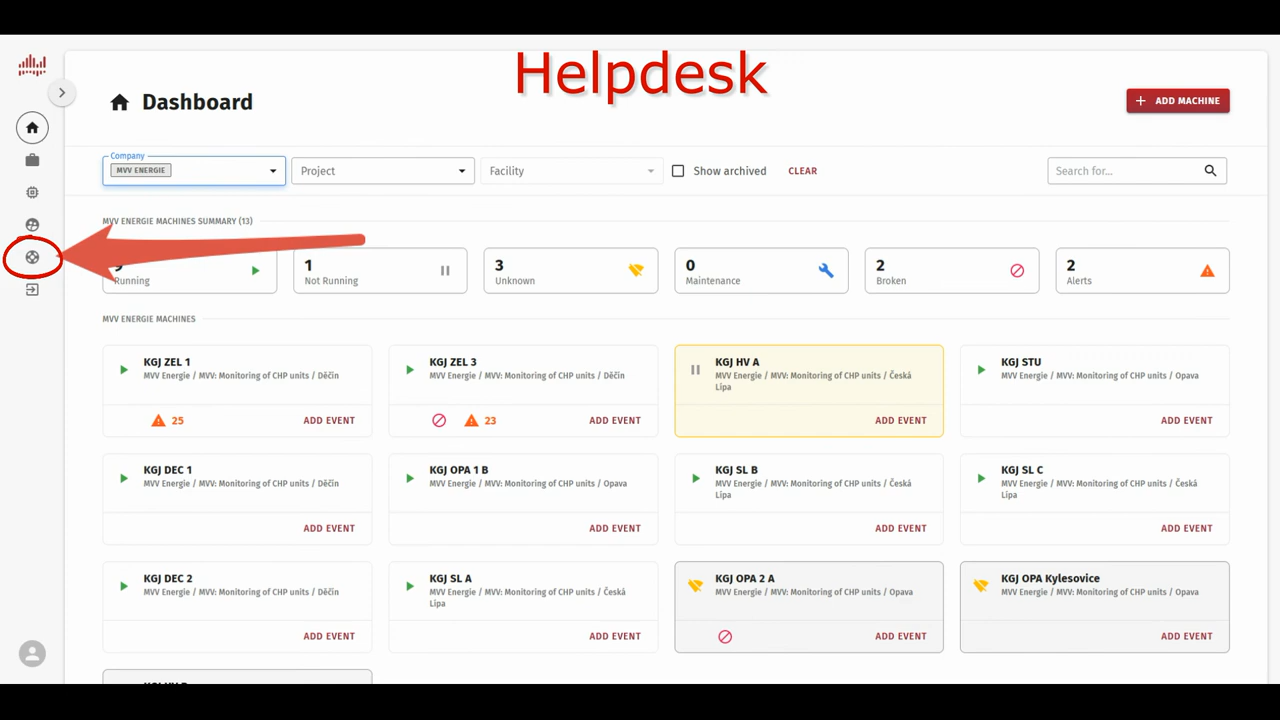 Helpdesk
Dashboard
+ ADD MACHINE
Company
MVV ENERGIE
Project
Facility
Show archived
CLEAR
Search for...
MVV ENERGIE MACHINES SUMMARY (13)
Running
1
Not Running
3
Unknown
0
Maintenance
2
Broken
2
Alerts
MVV ENERGIE MACHINES
KGJ ZEL 1
MVV Energie / MVV: Monitoring of CHP units / Děčín
25
ADD EVENT
KGJ ZEL 3
MVV Energie / MVV: Monitoring of CHP units / Děčín
23
ADD EVENT
KGJ HV A
MVV Energie / MVV: Monitoring of CHP units / Česká
Lípa
ADD EVENT
KGJ STU
MVV Energie / MVV: Monitoring of CHP units / Opava
ADD EVENT
KGJ DEC 1
MVV Energie / MVV: Monitoring of CHP units / Děčín
ADD EVENT
KGJ OPA 1 B
MVV Energie / MVV: Monitoring of CHP units / Opava
ADD EVENT
KGJ SL B
MVV Energie / MVV: Monitoring of CHP units / Česká
Lípa
ADD EVENT
KGJ SL C
MVV Energie / MVV: Monitoring of CHP units / Česká
Lípa
ADD EVENT
KGJ DEC 2
MVV Energie / MVV: Monitoring of CHP units / Děčín
ADD EVENT
KGJ SL A
MVV Energie / MVV: Monitoring of CHP units / Česká
Lípa
ADD EVENT
KGJ OPA 2 A
MVV Energie / MVV: Monitoring of CHP units / Opava
ADD EVENT
KGJ OPA Kylesovice
MVV Energie / MVV: Monitoring of CHP units / Opava
ADD EVENT